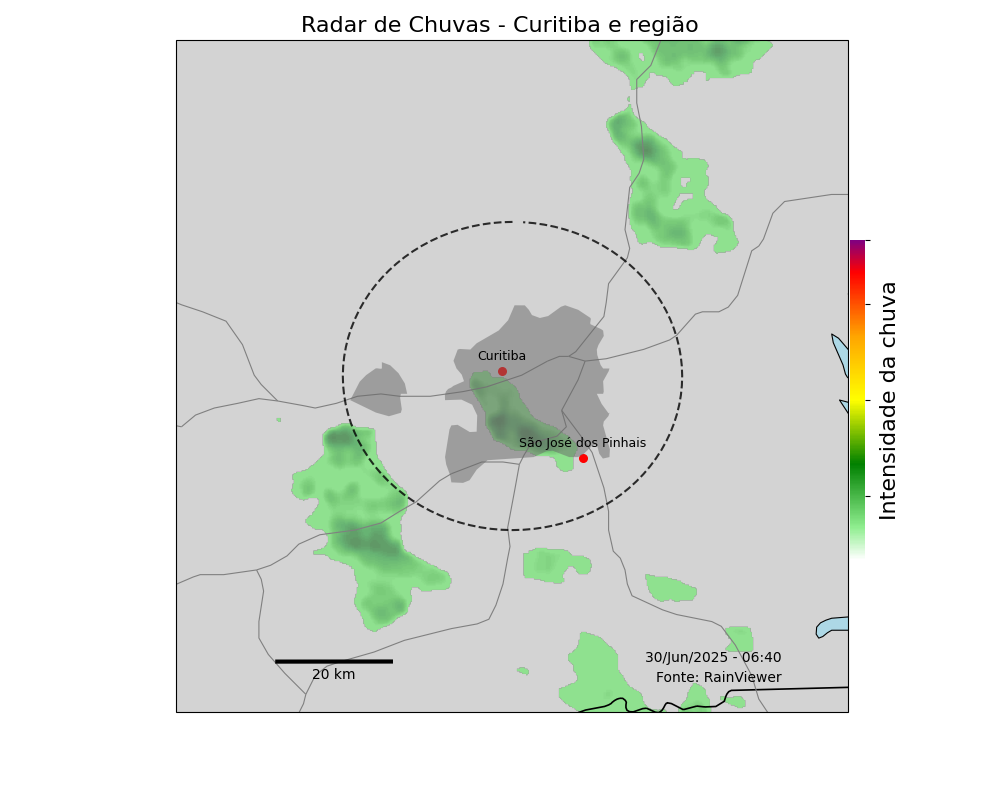 Radar de Chuvas - Curitiba e região
Curitiba
São José dos Pinhais
Intensidade da chuva
30/Jun/2025 - 06:40
Fonte: RainViewer
20 km